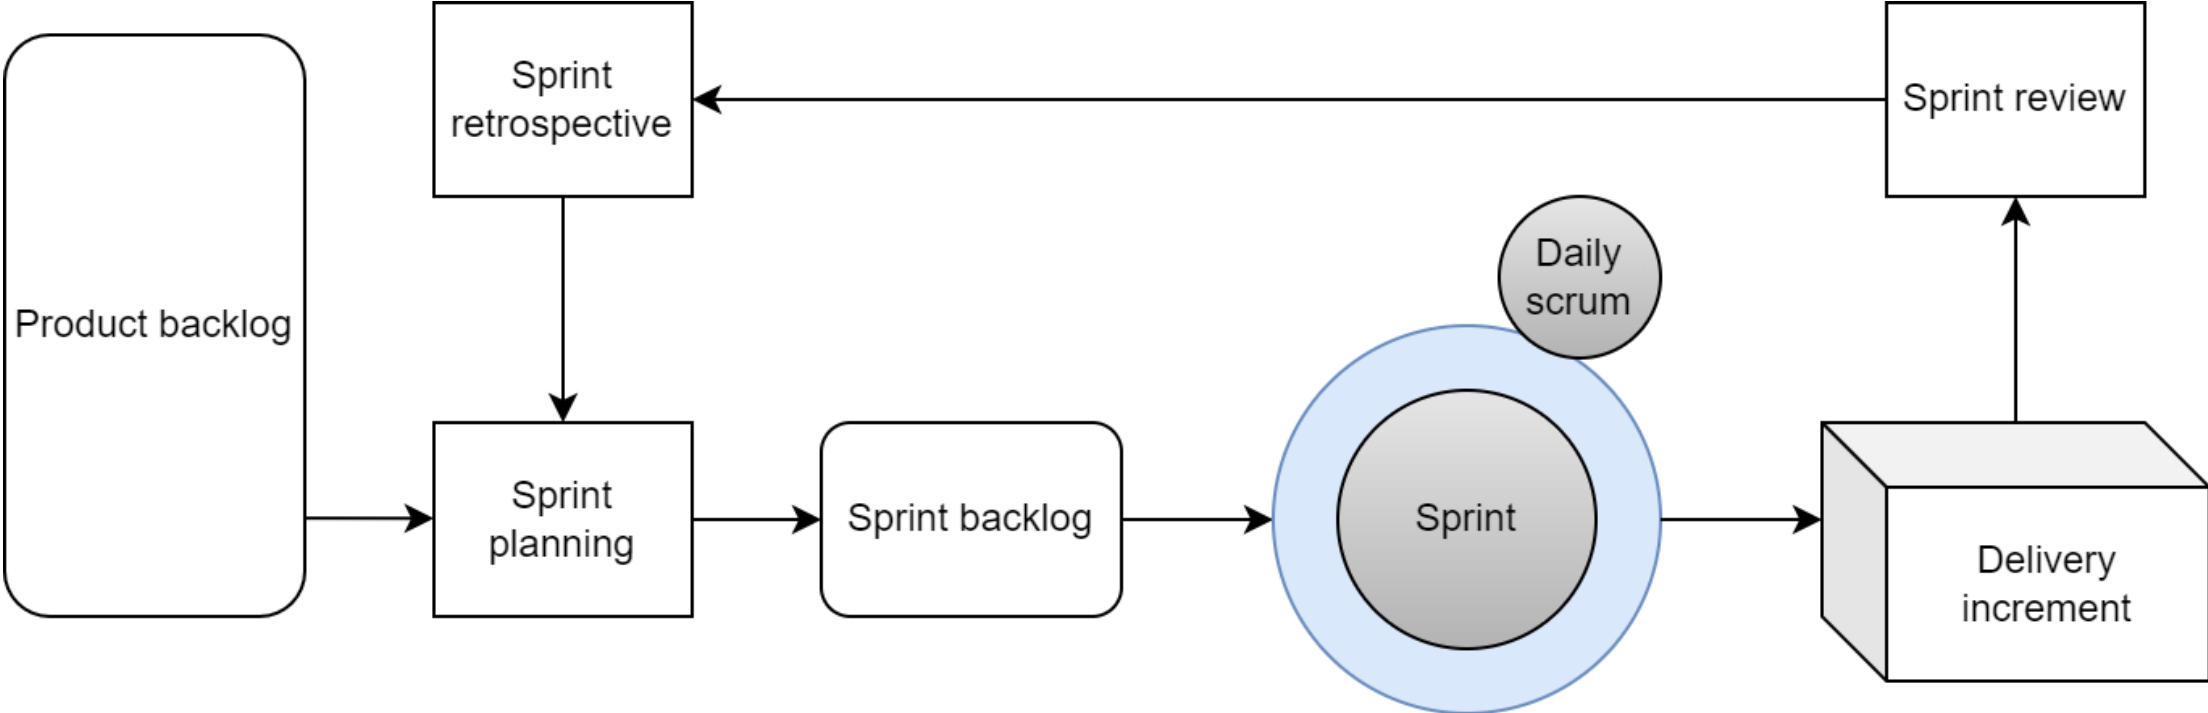 Sprint
retrospective
Sprint review
Daily
scrum
Product backlog
Sprint
planning
Sprint backlog
Sprint
Delivery
increment